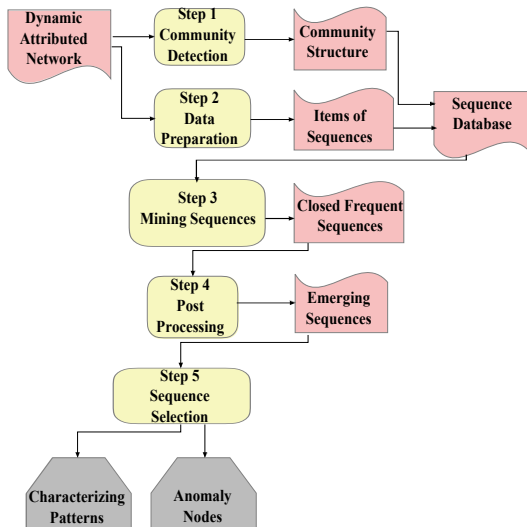 Dynamic
Attributed
Network
Step 1
Community
Detection
Community
Structure
Step 2
Data
Preparation
Items of
Sequences
Sequence
Database
Step 3
Mining Sequences
Closed Frequent
Sequences
Step 4
Post
Processing
Emerging
Sequences
Step 5
Sequence
Selection
Characterizing
Patterns
Anomaly
Nodes